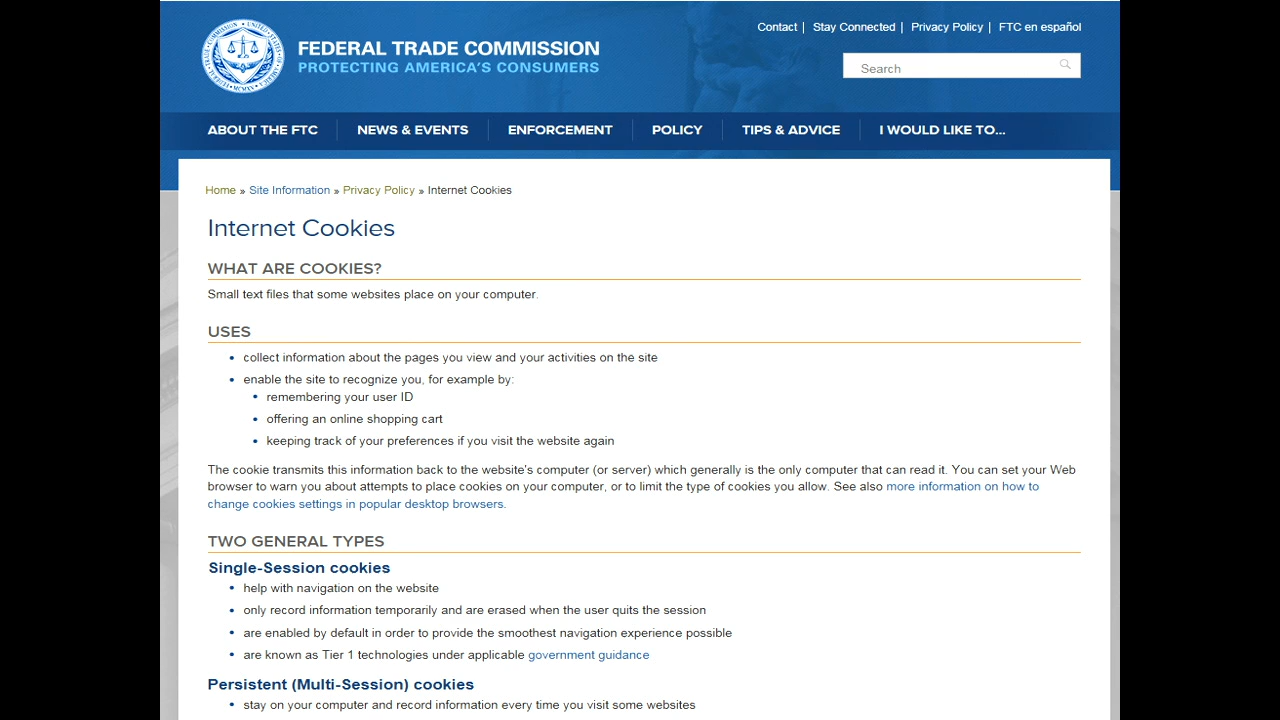 Contact | Stay Connected | Privacy Policy | FTC en español
FEDERAL TRADE COMMISSION
PROTECTING AMERICA'S CONSUMERS
Search
ABOUT THE FTC NEWS & EVENTS ENFORCEMENT POLICY TIPS & ADVICE I WOULD LIKE TO...
Home » Site Information » Privacy Policy » Internet Cookies
Internet Cookies
WHAT ARE COOKIES?
Small text files that some websites place on your computer.
USES
• collect information about the pages you view and your activities on the site
• enable the site to recognize you, for example by:
• remembering your user ID
• offering an online shopping cart
• keeping track of your preferences if you visit the website again
The cookie transmits this information back to the website's computer (or server) which generally is the only computer that can read it. You can set your Web
browser to warn you about attempts to place cookies on your computer, or to limit the type of cookies you allow. See also more information on how to
change cookies settings in popular desktop browsers.
TWO GENERAL TYPES
Single-Session cookies
• help with navigation on the website
• only record information temporarily and are erased when the user quits the session
• are enabled by default in order to provide the smoothest navigation experience possible
• are known as Tier 1 technologies under applicable government guidance
Persistent (Multi-Session) cookies
• stay on your computer and record information every time you visit some websites